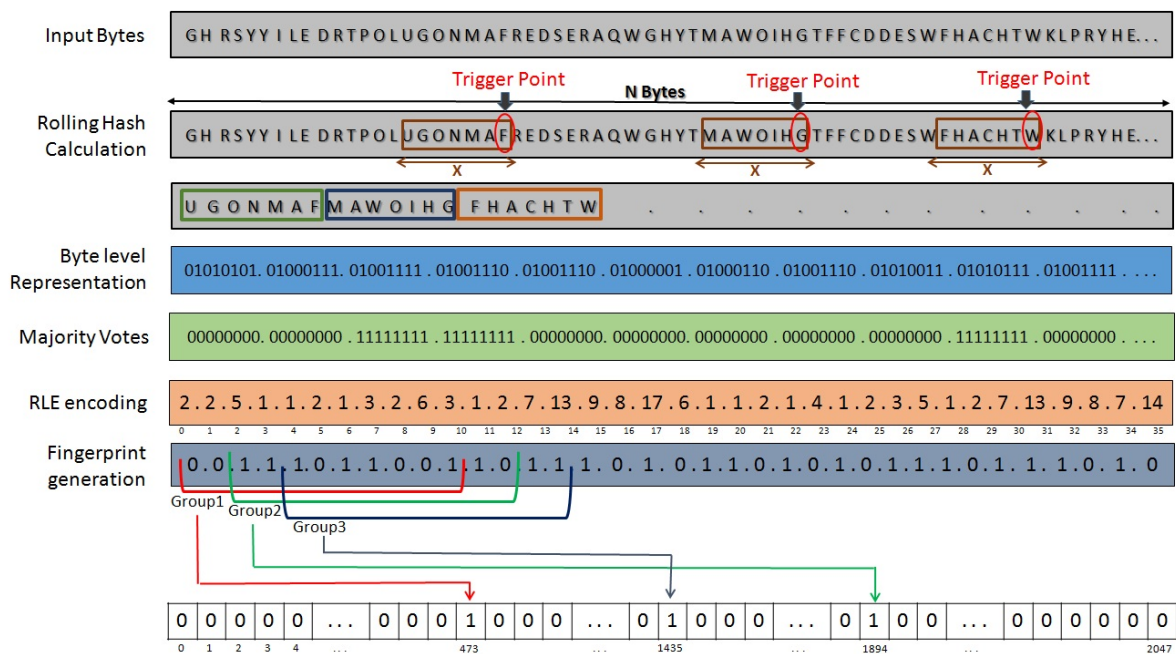 Input Bytes
G H R S Y Y I L E D R T P O L U G O N M A F R E D S E R A Q W G H Y T M A W O I H G T F F C D D E S W F H A C H T W K L P R Y H E . . .
Trigger Point Trigger Point Trigger Point
N Bytes
Rolling Hash
Calculation
G H R S Y Y I L E D R T P O L U G O N M A F R E D S E R A Q W G H Y T M A W O I H G T F F C D D E S W F H A C H T W K L P R Y H E . . .
X X X
U G O N M A F M A W O I H G F H A C H T W . . . . . . . . .
Byte level
Representation
01010101. 01000111 . 01001111 . 01001110 . 01001110 . 01000001 . 01000110 . 01001110 . 01010011 . 01010111 . 01001111 . . . .
Majority Votes
00000000. 00000000 . 11111111 . 11111111 . 00000000 . 00000000 . 00000000 . 00000000 . 00000000 . 11111111 . 00000000 . . . .
RLE encoding
2 . 2 . 5 . 1 . 1 . 2 . 1 . 3 . 2 . 6 . 3 . 1 . 2 . 7 . 13 . 9 . 8 . 17 . 6 . 1 . 1 . 2 . 1 . 4 . 1 . 2 . 3 . 5 . 1 . 2 . 7 . 13 . 9 . 8 . 7 . 14
0 1 2 3 4 5 6 7 8 9 10 11 12 13 14 15 16 17 18 19 20 21 22 23 24 25 26 27 28 29 30 31 32 33 34 35
Fingerprint
generation
0 . 0 . 1 . 1 . 1 . 0 . 1 . 1 . 0 . 0 . 1 . 1 . 0 . 1 . 1 . 1 . 0 . 1 . 0 . 1 . 1 . 0 . 1 . 0 . 1 . 0 . 1 . 1 . 1 . 0 . 1 . 1 . 1 . 0 . 1 . 0
Group1
Group2
Group3
0 0 0 0 0 ... 0 0 0 1 0 0 0 ... 0 1 0 0 0 ... 0 1 0 0 ... 0 0 0 0 0 0
0 1 2 3 4 ... 473 ... 1435 ... 1894 ... 2047